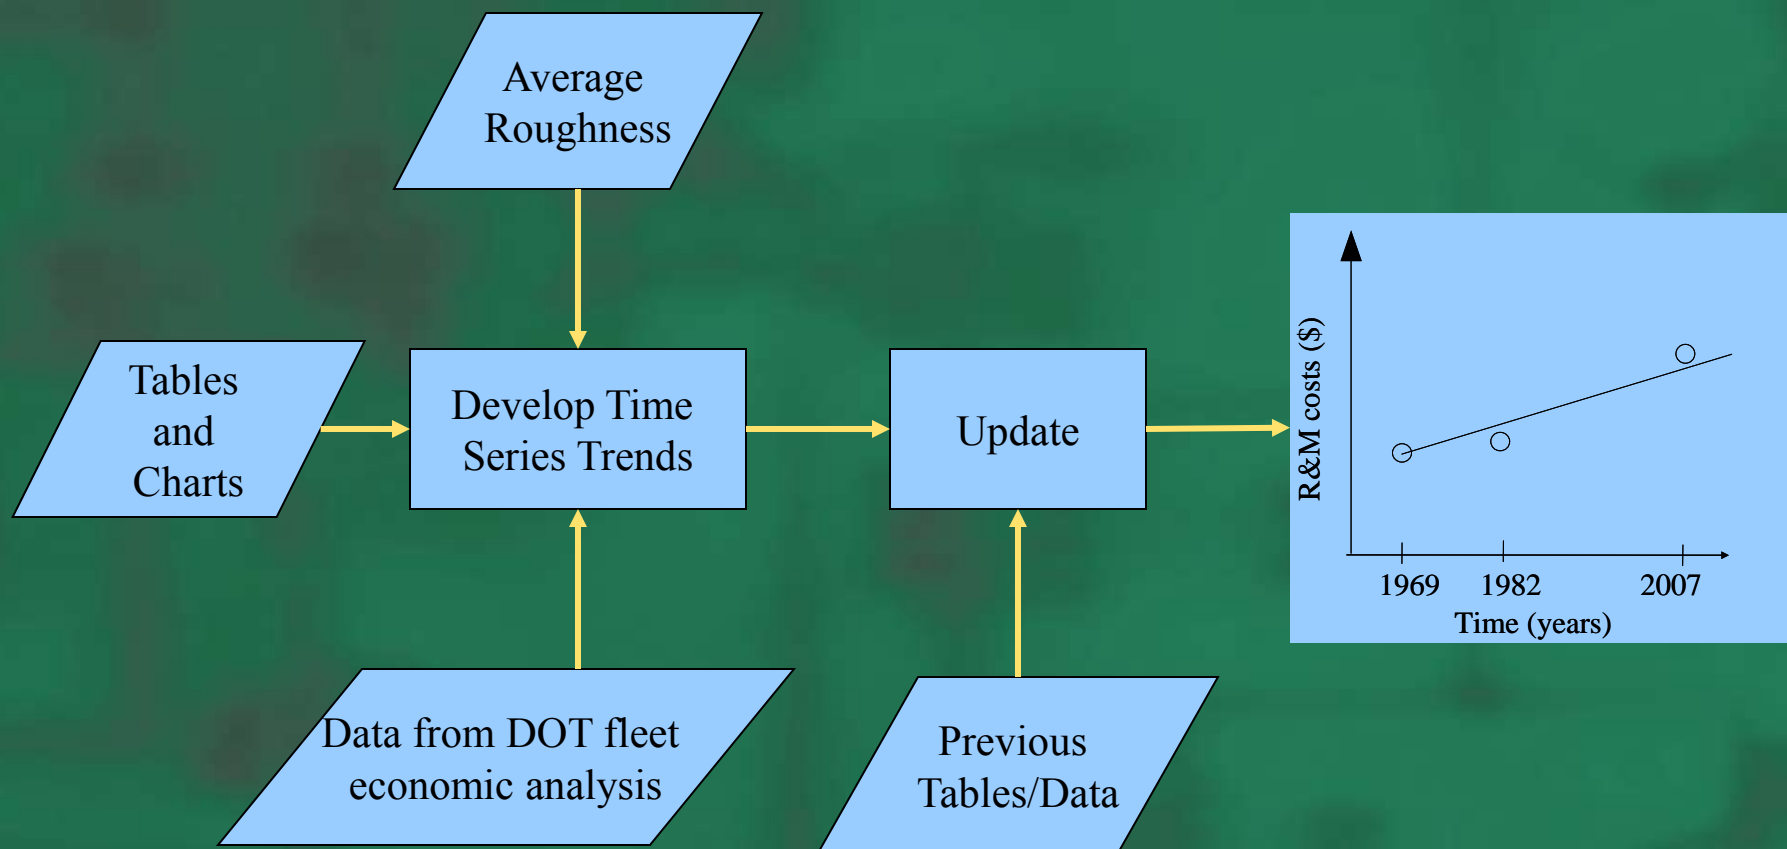 Average
Roughness
Tables
and
Charts
Develop Time
Series Trends
Update
Data from DOT fleet
economic analysis
Previous
Tables/Data
R&M costs ($)
1969 1982 2007
Time (years)